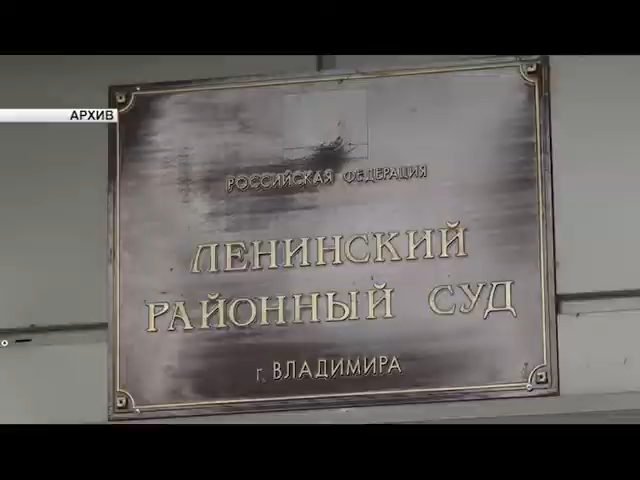 АРХИВ
РОССИЙСКАЯ ФЕДЕРАЦИЯ
ЛЕНИНСКИЙ
РАЙОННЫЙ СУД
г. ВЛАДИМИРА